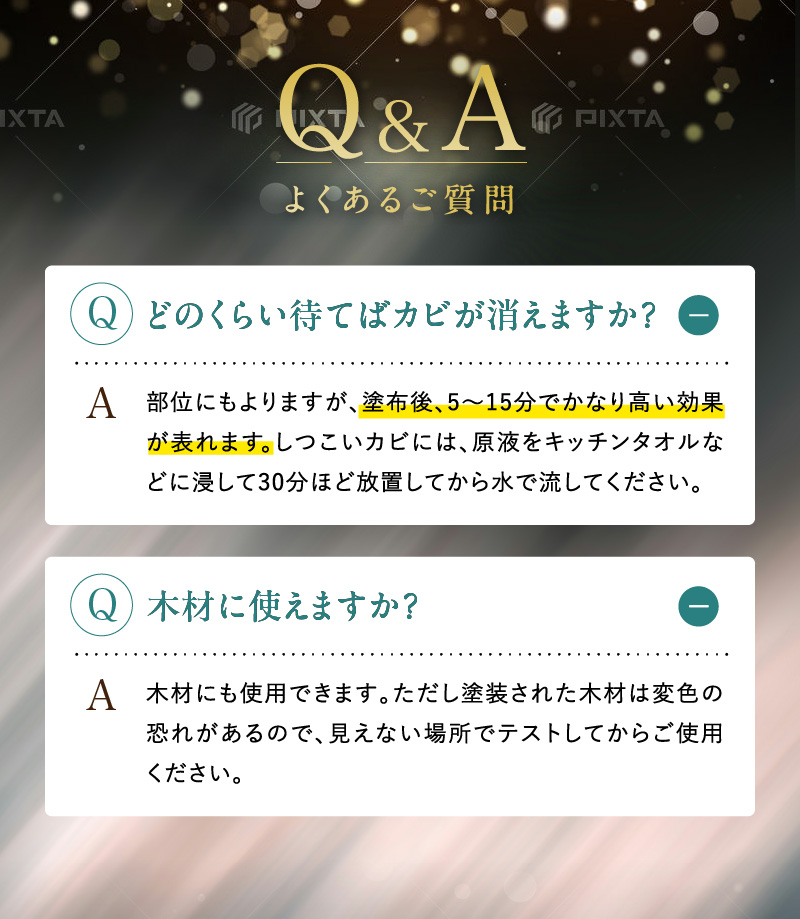 Q&A
IXTA
PIXTA
PIXTA
よくあるご質問
Q どのくらい待てばカビが消えますか?
A 部位にもよりますが、塗布後、5〜15分でかなり高い効果
が表れます。しつこいカビには、原液をキッチンタオルな
どに浸して30分ほど放置してから水で流してください。
Q 木材に使えますか?
A 木材にも使用できます。ただし塗装された木材は変色の
恐れがあるので、見えない場所でテストしてからご使用
ください。